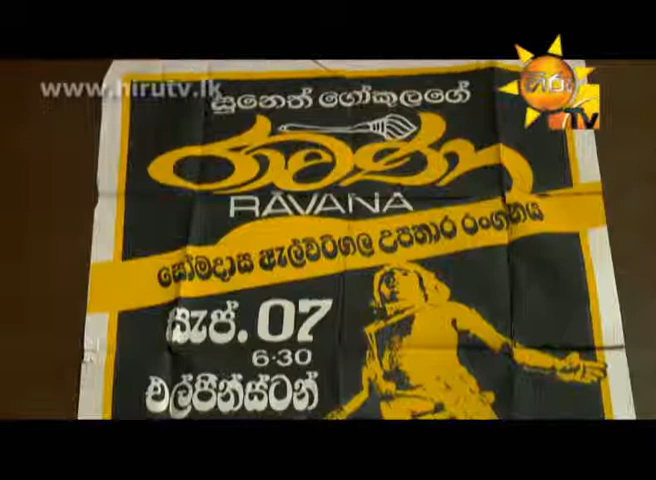 www.hirutv.lk
හිරු
TV
සුනෙත් ගෝකුලගේ
රාවණා
RAVANA
සෝමදාස ඇල්විටිගල උපහාර රංගනය
සැප්. 07
6-30
එල්පින්ස්ටන්